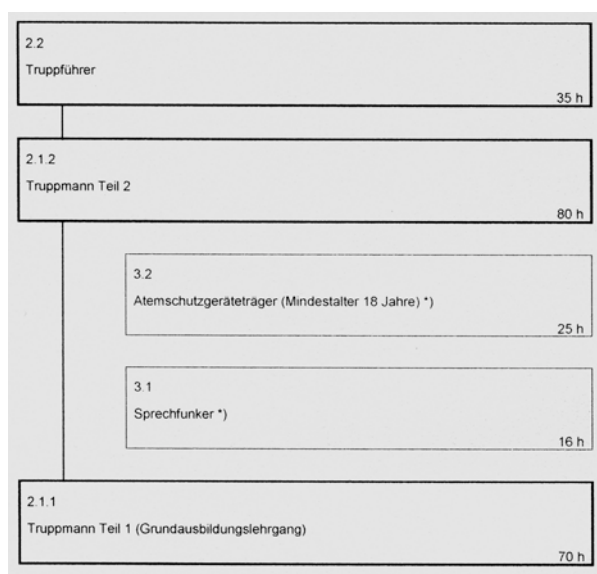 2.2
Truppführer
35 h
2.1.2
Truppmann Teil 2
80 h
3.2
Atemschutzgeräteträger (Mindestalter 18 Jahre) *)
25 h
3.1
Sprechfunker *)
16 h
2.1.1
Truppmann Teil 1 (Grundausbildungslehrgang)
70 h